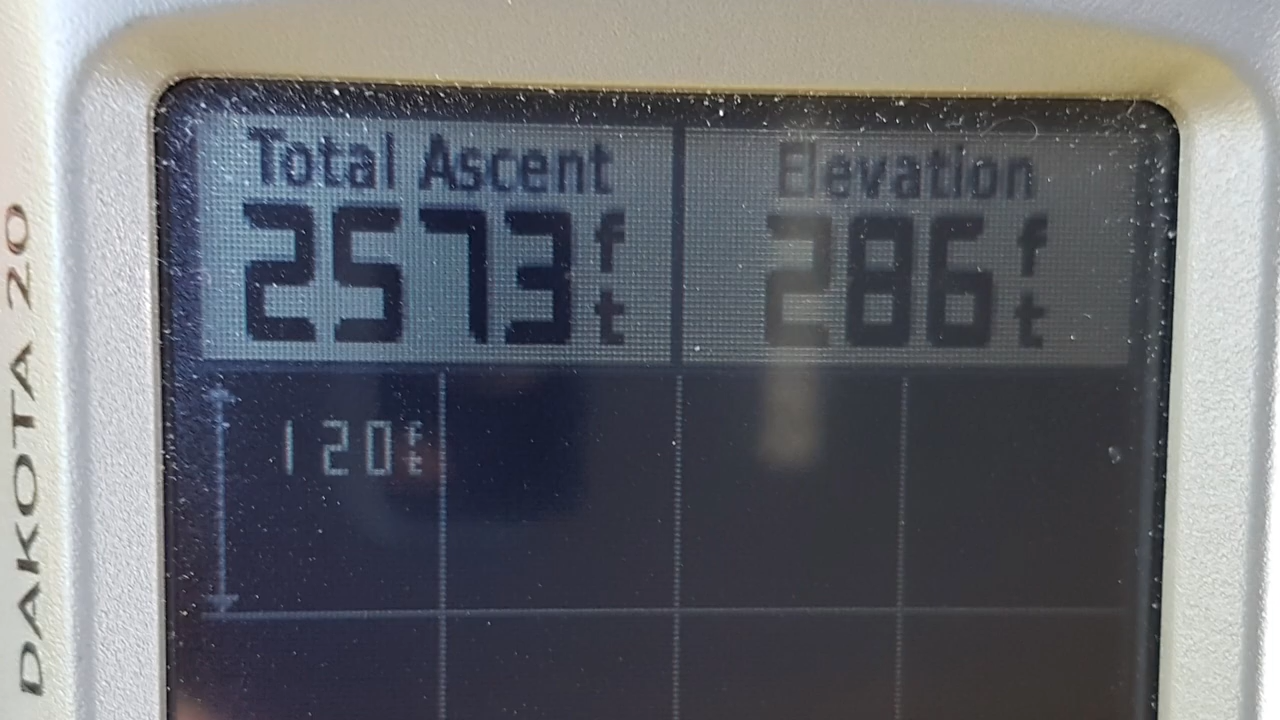 Total Ascent
2573 ft
Elevation
286 ft
120 ft
DAKOTA 20